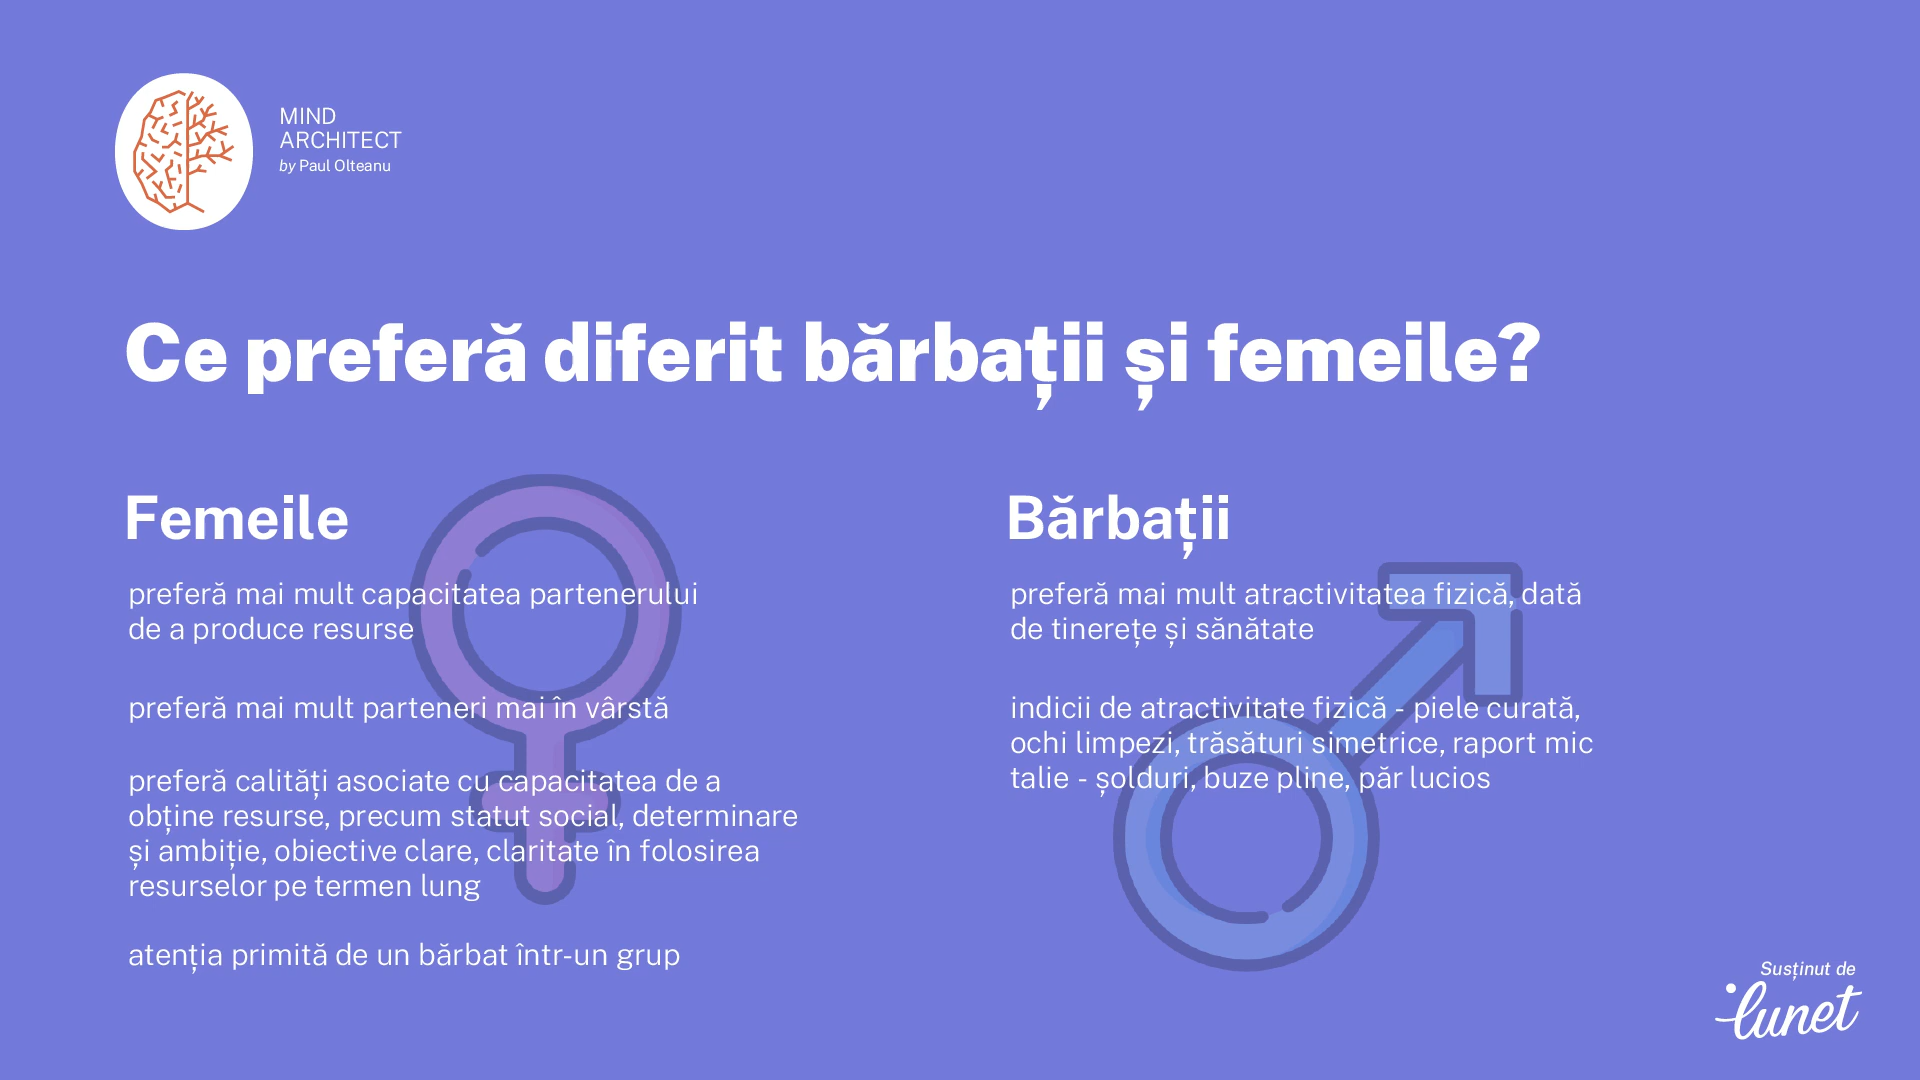 MIND
ARCHITECT
by Paul Olteanu
Ce preferă diferit bărbații și femeile?
Femeile
preferă mai mult capacitatea partenerului
de a produce resurse
preferă mai mult parteneri mai în vârstă
preferă calități asociate cu capacitatea de a
obține resurse, precum statut social, determinare
și ambiție, obiective clare, claritate în folosirea
resurselor pe termen lung
atenția primită de un bărbat într-un grup
Bărbații
preferă mai mult atractivitatea fizică, dată
de tinerețe și sănătate
indicii de atractivitate fizică - piele curată,
ochi limpezi, trăsături simetrice, raport mic
talie - șolduri, buze pline, păr lucios
Susținut de
lunet